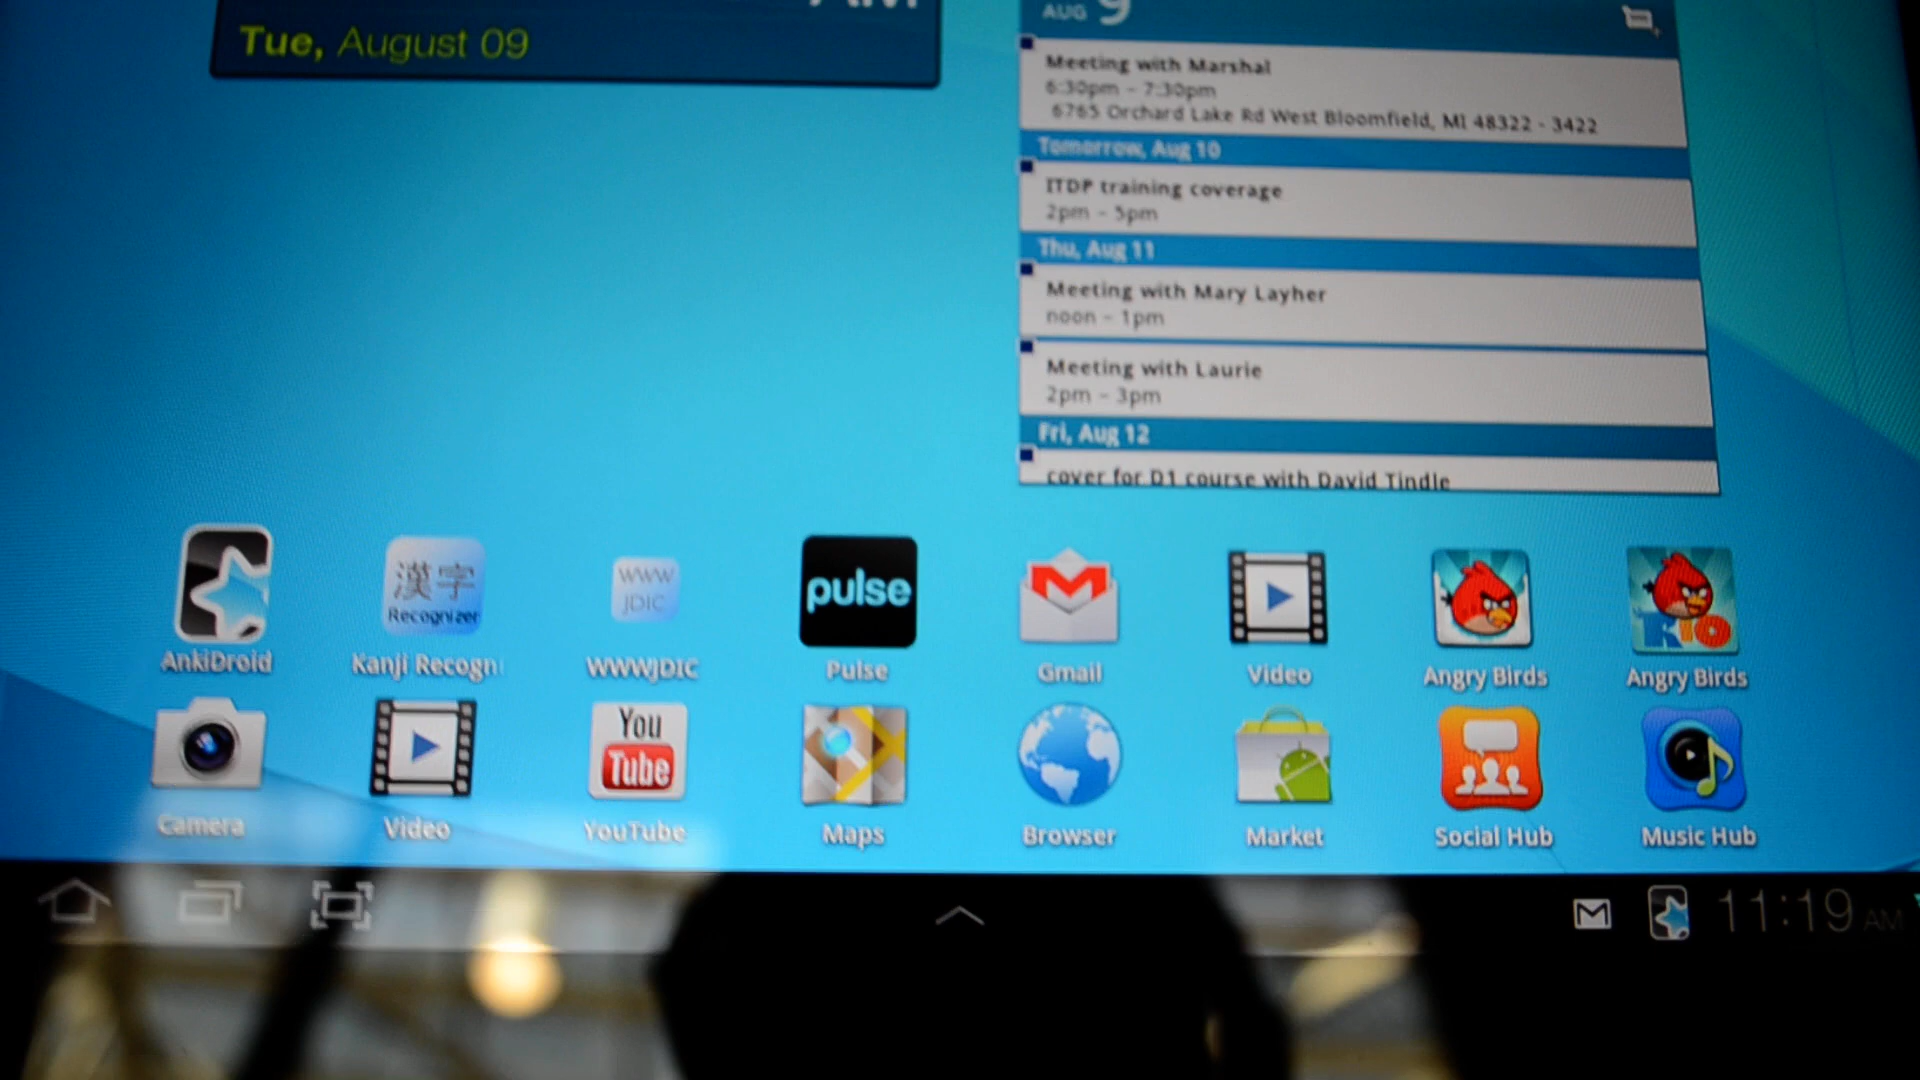 Tue, August 09
AUG 9
Meeting with Marshal
6:30pm - 7:30pm
6765 Orchard Lake Rd West Bloomfield, MI 48322 - 3422
Tomorrow, Aug 10
ITDP training coverage
2pm - 5pm
Thu, Aug 11
Meeting with Mary Layher
noon - 1pm
Meeting with Laurie
2pm - 3pm
Fri, Aug 12
cover for D1 course with David Tindle
漢字
Recognizer
WWW
JDIC
pulse
RIO
AnkiDroid
Kanji Recogn
WWWJDIC
Pulse
Gmail
Video
Angry Birds
Angry Birds
You
Tube
Camera
Video
YouTube
Maps
Browser
Market
Social Hub
Music Hub
11:19 AM